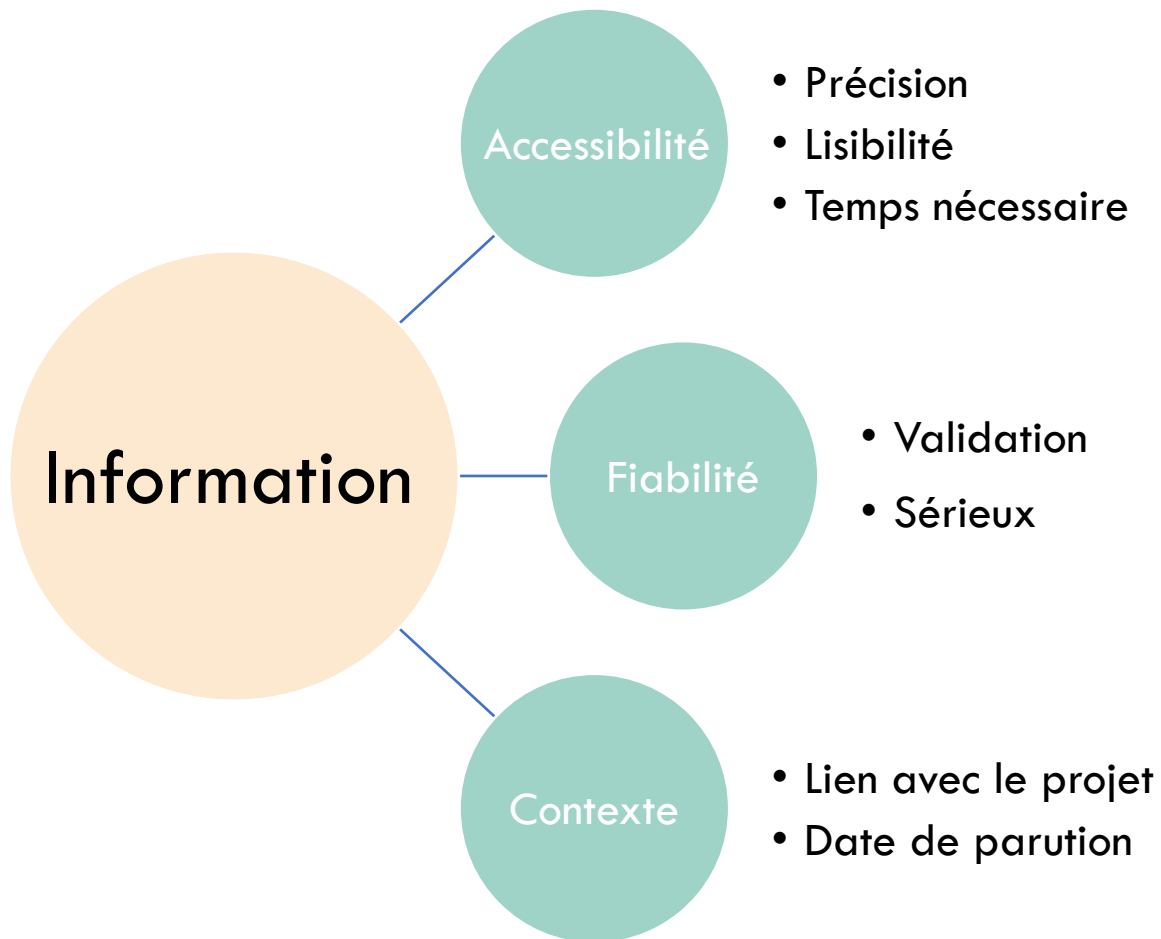 Information
Accessibilité
• Précision
• Lisibilité
• Temps nécessaire
Fiabilité
• Validation
• Sérieux
Contexte
• Lien avec le projet
• Date de parution